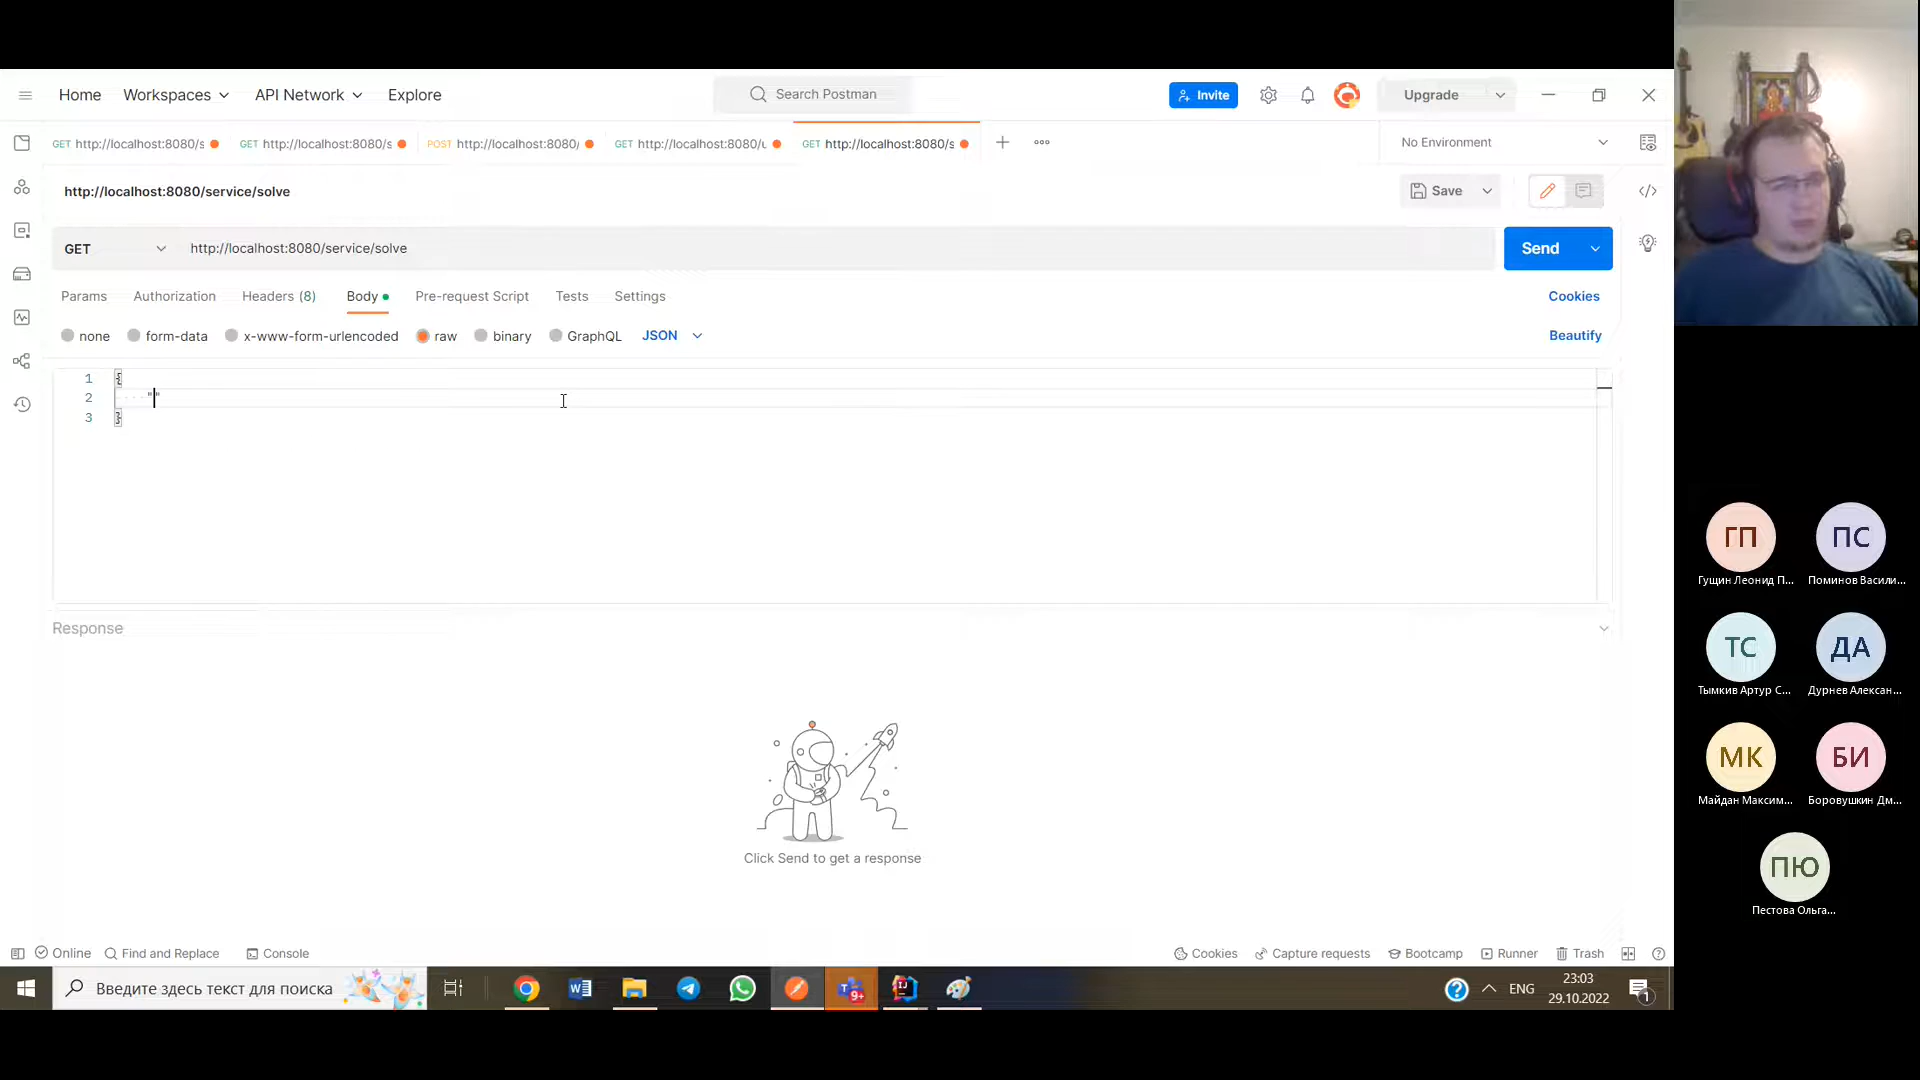 Home Workspaces API Network Explore
Search Postman
Invite
Upgrade
GET http://localhost:8080/s
GET http://localhost:8080/s
POST http://localhost:8080/
GET http://localhost:8080/u
GET http://localhost:8080/s
No Environment
http://localhost:8080/service/solve
Save
GET http://localhost:8080/service/solve
Send
Params Authorization Headers (8) Body Pre-request Script Tests Settings
Cookies
none form-data x-www-form-urlencoded raw binary GraphQL JSON
Beautify
1 {
2 ""
3 }
Response
Click Send to get a response
Online Find and Replace Console
Cookies Capture requests Bootcamp Runner Trash
Введите здесь текст для поиска
9+
ENG
23:03
29.10.2022
1
ГП ПС
Гущин Леонид П... Поминов Васили...
ТС ДА
Тымкив Артур С... Дурнев Алексан...
МК БИ
Майдан Максим... Боровушкин Дм...
ПЮ
Пестова Ольга...